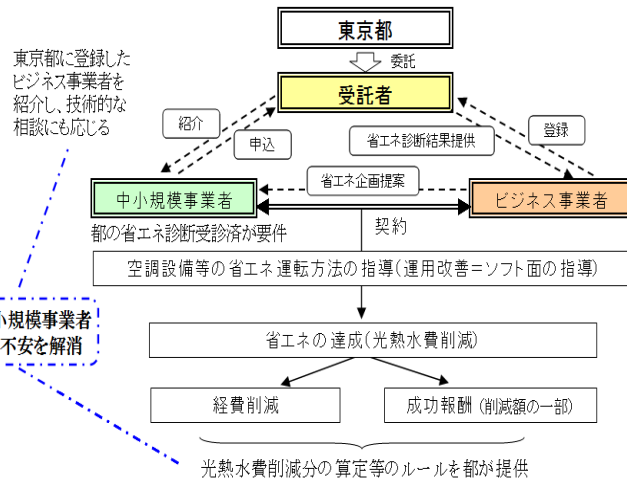 東京都
委託
受託者
東京都に登録した
ビジネス事業者を
紹介し、技術的な
相談にも応じる
紹介
申込
省エネ診断結果提供
登録
省エネ企画提案
中小規模事業者
ビジネス事業者
都の省エネ診断受診済が要件
契約
空調設備等の省エネ運転方法の指導(運用改善=ソフト面の指導)
小規模事業者
不安を解消
省エネの達成(光熱水費削減)
経費削減
成功報酬(削減額の一部)
光熱水費削減分の算定等のルールを都が提供